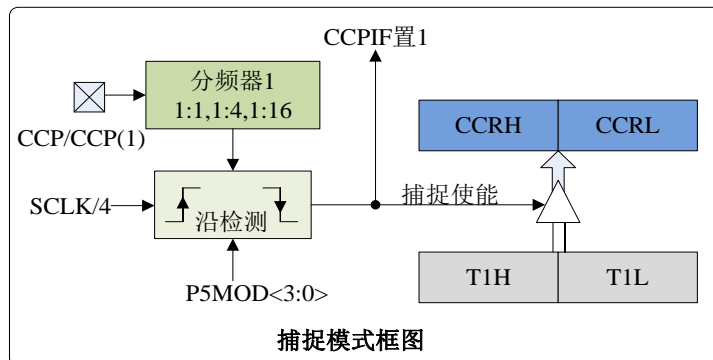 CCPIF置1
分频器1
1:1,1:4,1:16
CCP/CCP(1)
CCRH
CCRL
SCLK/4
沿检测
捕捉使能
P5MOD<3:0>
T1H
T1L
捕捉模式框图